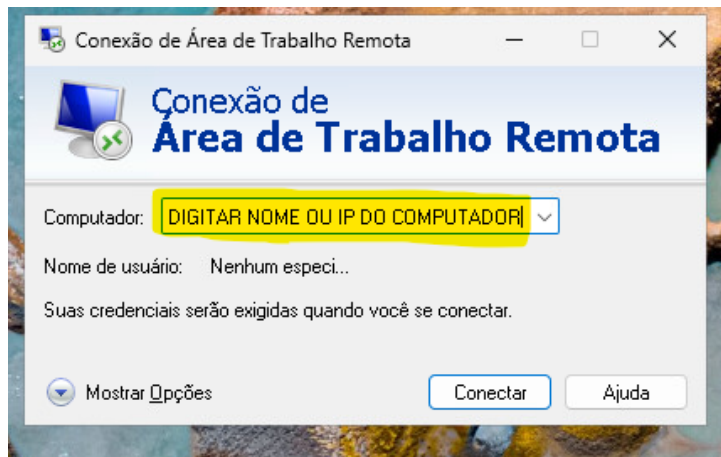 Conexão de Área de Trabalho Remota
Conexão de
Área de Trabalho Remota
Computador: DIGITAR NOME OU IP DO COMPUTADOR
Nome de usuário: Nenhum especi...
Suas credenciais serão exigidas quando você se conectar.
Mostrar Opções Conectar Ajuda